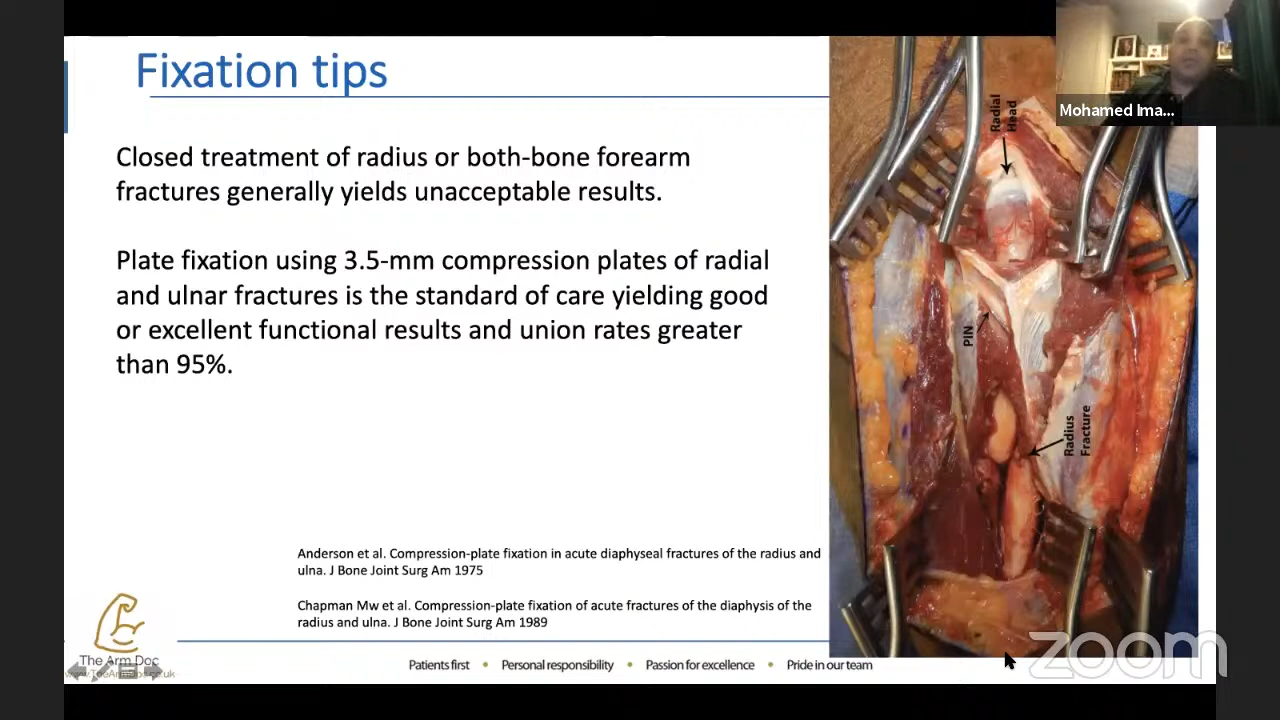 Fixation tips
Mohamed Ima...
Closed treatment of radius or both-bone forearm
fractures generally yields unacceptable results.
Plate fixation using 3.5-mm compression plates of radial
and ulnar fractures is the standard of care yielding good
or excellent functional results and union rates greater
than 95%.
Radial
Head
PIN
Radius
Fracture
Anderson et al. Compression-plate fixation in acute diaphyseal fractures of the radius and
ulna. J Bone Joint Surg Am 1975
Chapman Mw et al. Compression-plate fixation of acute fractures of the diaphysis of the
radius and ulna. J Bone Joint Surg Am 1989
The Arm Doc
Patients first • Personal responsibility • Passion for excellence • Pride in our team
zoom